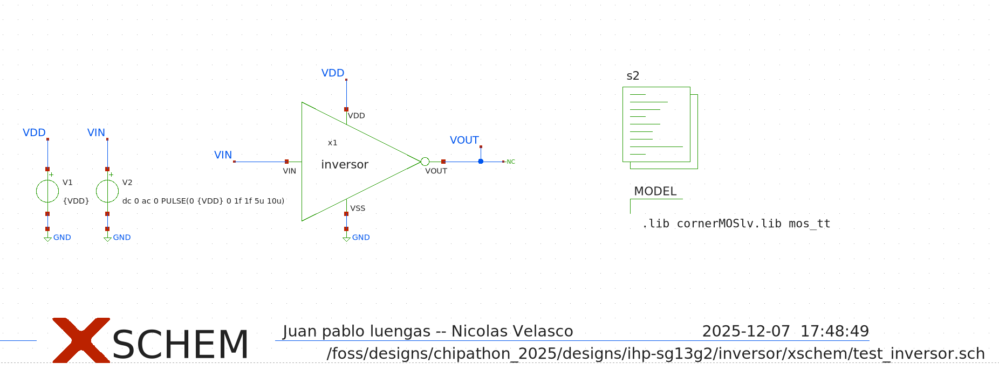 VDD
VIN
+
V1
{VDD}
GND
+
V2
dc 0 ac 0 PULSE(0 {VDD} 0 1f 1f 5u 10u)
GND
VDD
VDD
VIN
VIN
x1
inversor
VOUT
VOUT
NC
VSS
GND
s2
MODEL
.lib cornerMOSlv.lib mos_tt
XSCHEM
Juan pablo luengas -- Nicolas Velasco
2025-12-07 17:48:49
/foss/designs/chipathon_2025/designs/ihp-sg13g2/inversor/xschem/test_inversor.sch